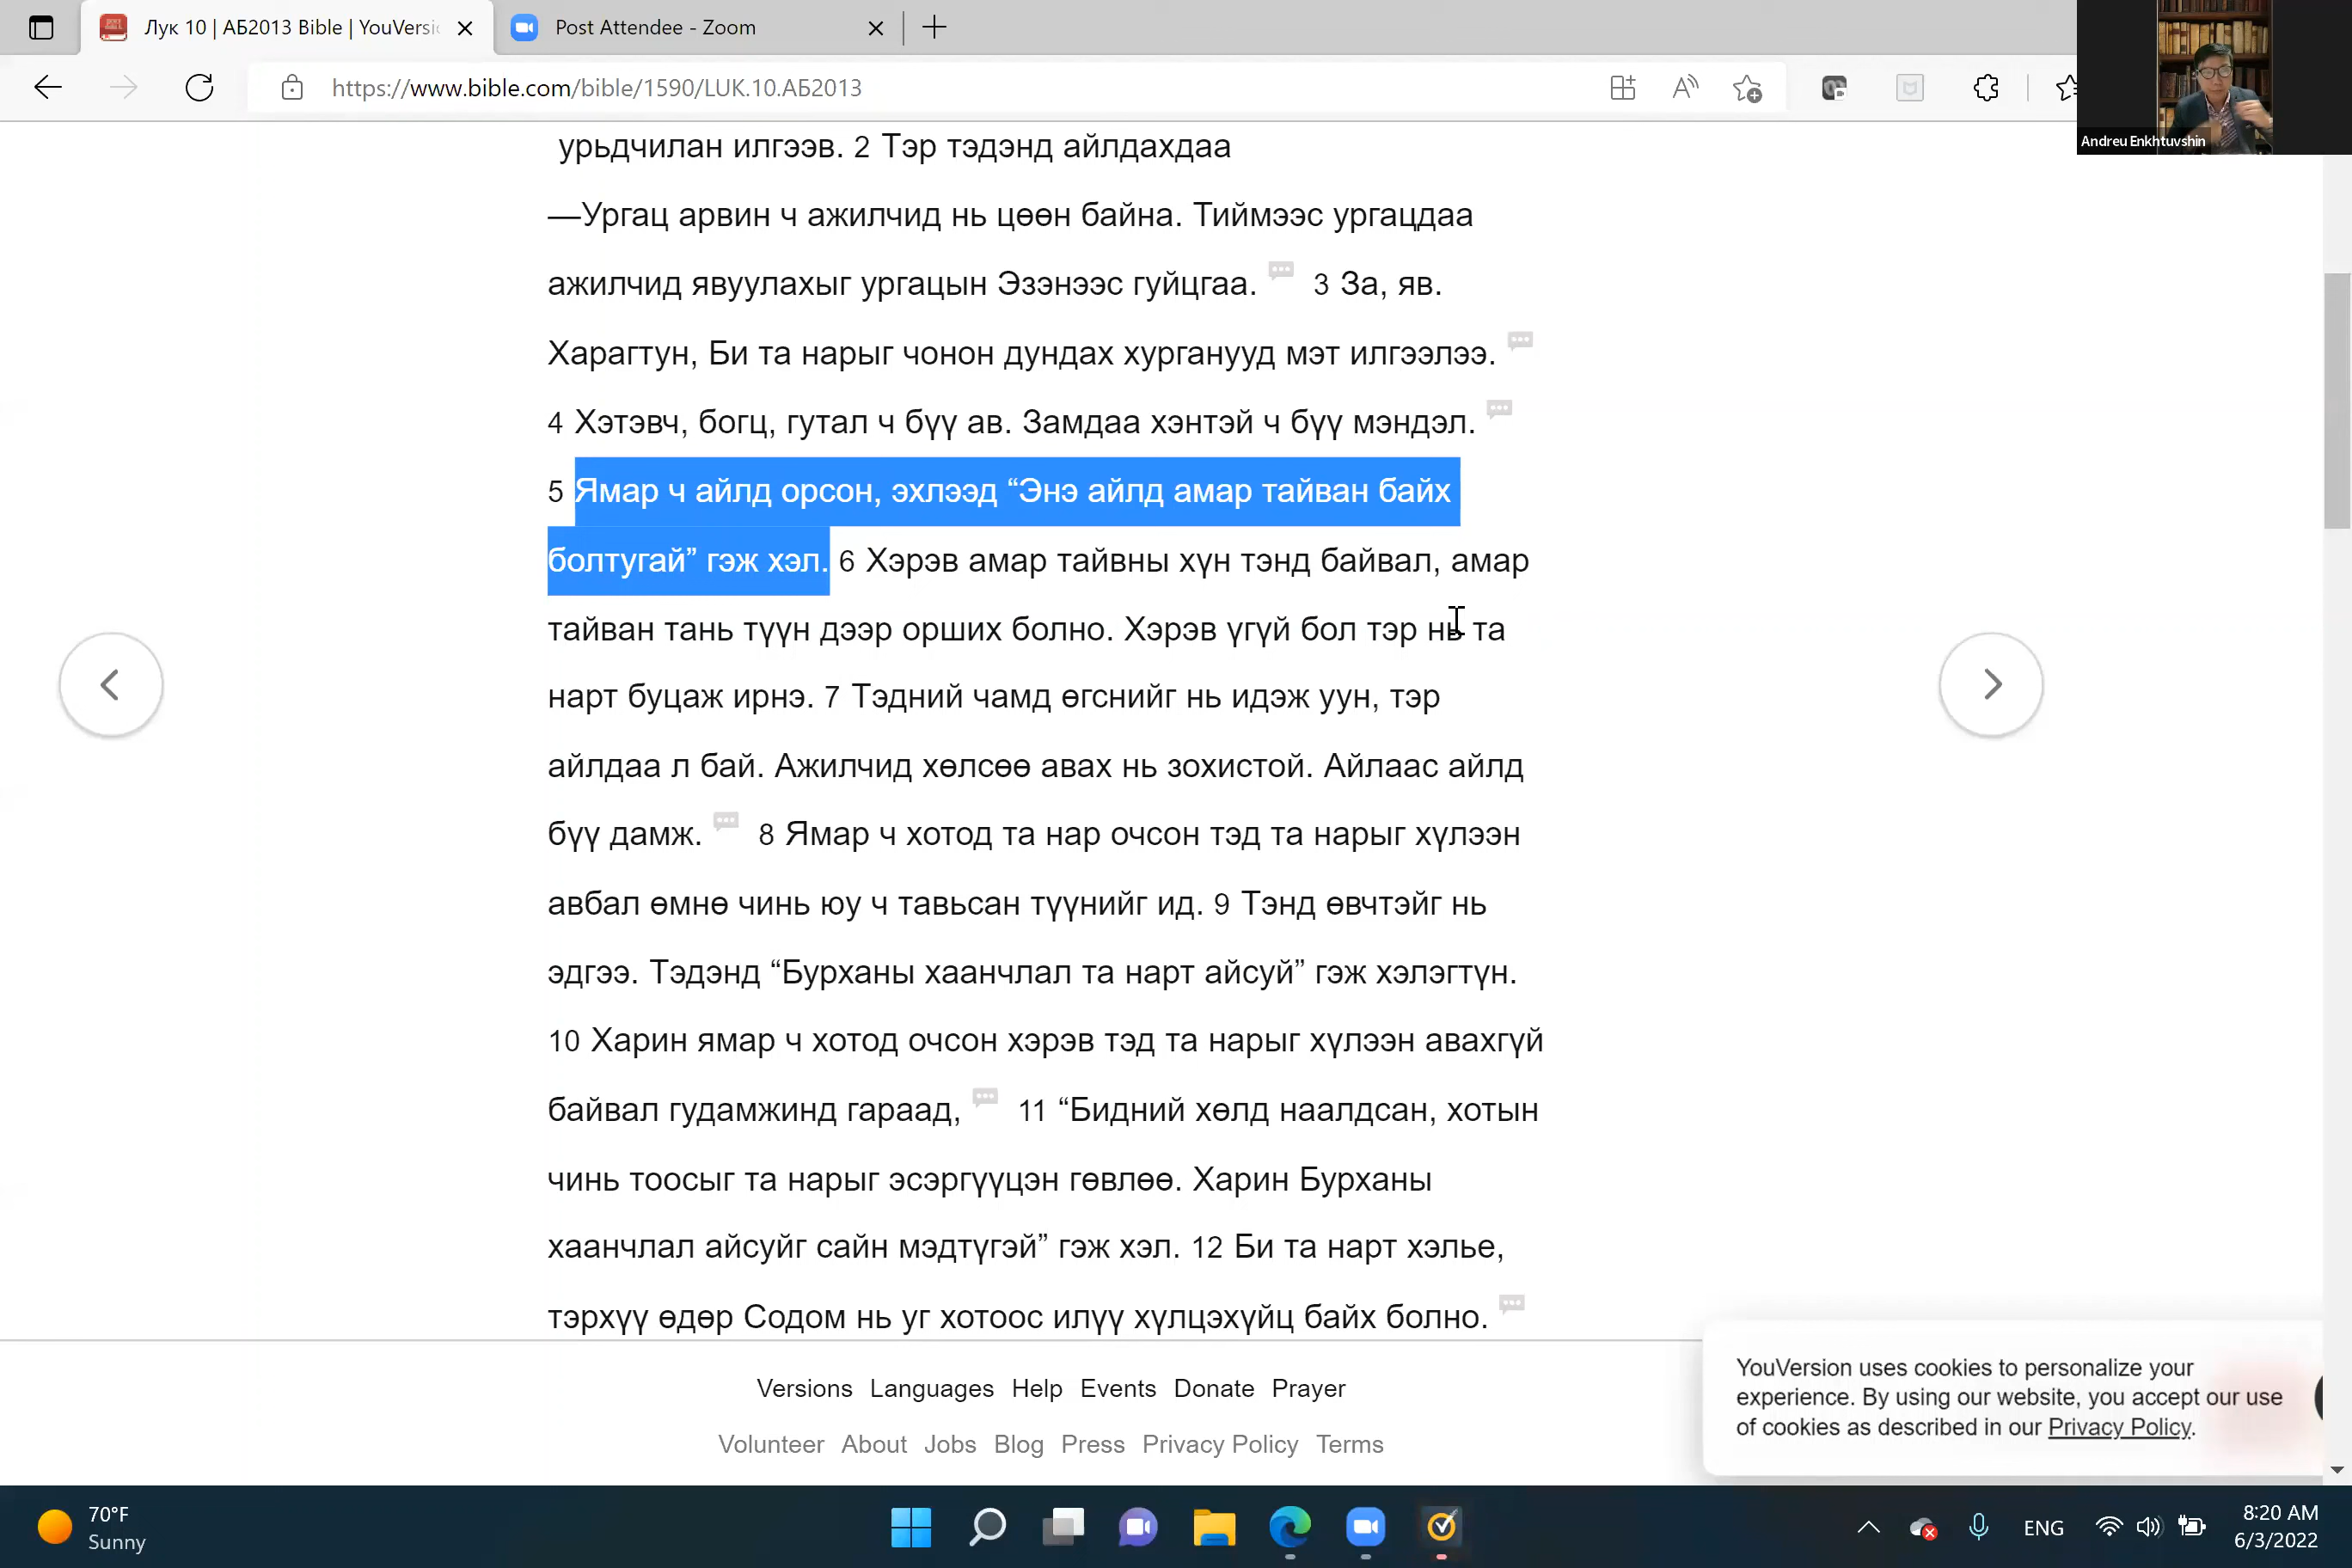 Лук 10 | АБ2013 Bible | YouVersi
Post Attendee - Zoom
https://www.bible.com/bible/1590/LUK.10.АБ2013
Andreu Enkhtuvshin
урьдчилан илгээв. 2 Тэр тэдэнд айлдахдаа
—Ургац арвин ч ажилчид нь цөөн байна. Тиймээс ургацдаа
ажилчид явуулахыг ургацын Эзэнээс гуйцгаа. 3 За, яв.
Харагтун, Би та нарыг чонон дундах хурганууд мэт илгээлээ.
4 Хэтэвч, богц, гутал ч бүү ав. Замдаа хэнтэй ч бүү мэндэл.
5 Ямар ч айлд орсон, эхлээд “Энэ айлд амар тайван байх
болтугай” гэж хэл. 6 Хэрэв амар тайвны хүн тэнд байвал, амар
тайван тань түүн дээр орших болно. Хэрэв үгүй бол тэр нь та
нарт буцаж ирнэ. 7 Тэдний чамд өгснийг нь идэж уун, тэр
айлдаа л бай. Ажилчид хөлсөө авах нь зохистой. Айлаас айлд
бүү дамж. 8 Ямар ч хотод та нар очсон тэд та нарыг хүлээн
авбал өмнө чинь юу ч тавьсан түүнийг ид. 9 Тэнд өвчтэйг нь
эдгээ. Тэдэнд “Бурханы хаанчлал та нарт айсуй” гэж хэлэгтүн.
10 Харин ямар ч хотод очсон хэрэв тэд та нарыг хүлээн авахгүй
байвал гудамжинд гараад, 11 “Бидний хөлд наалдсан, хотын
чинь тоосыг та нарыг эсэргүүцэн гөвлөө. Харин Бурханы
хаанчлал айсуйг сайн мэдтүгэй” гэж хэл. 12 Би та нарт хэлье,
тэрхүү өдөр Содом нь уг хотоос илүү хүлцэхүйц байх болно.
Versions Languages Help Events Donate Prayer
Volunteer About Jobs Blog Press Privacy Policy Terms
YouVersion uses cookies to personalize your
experience. By using our website, you accept our use
of cookies as described in our Privacy Policy.
70°F
Sunny
ENG
8:20 AM
6/3/2022